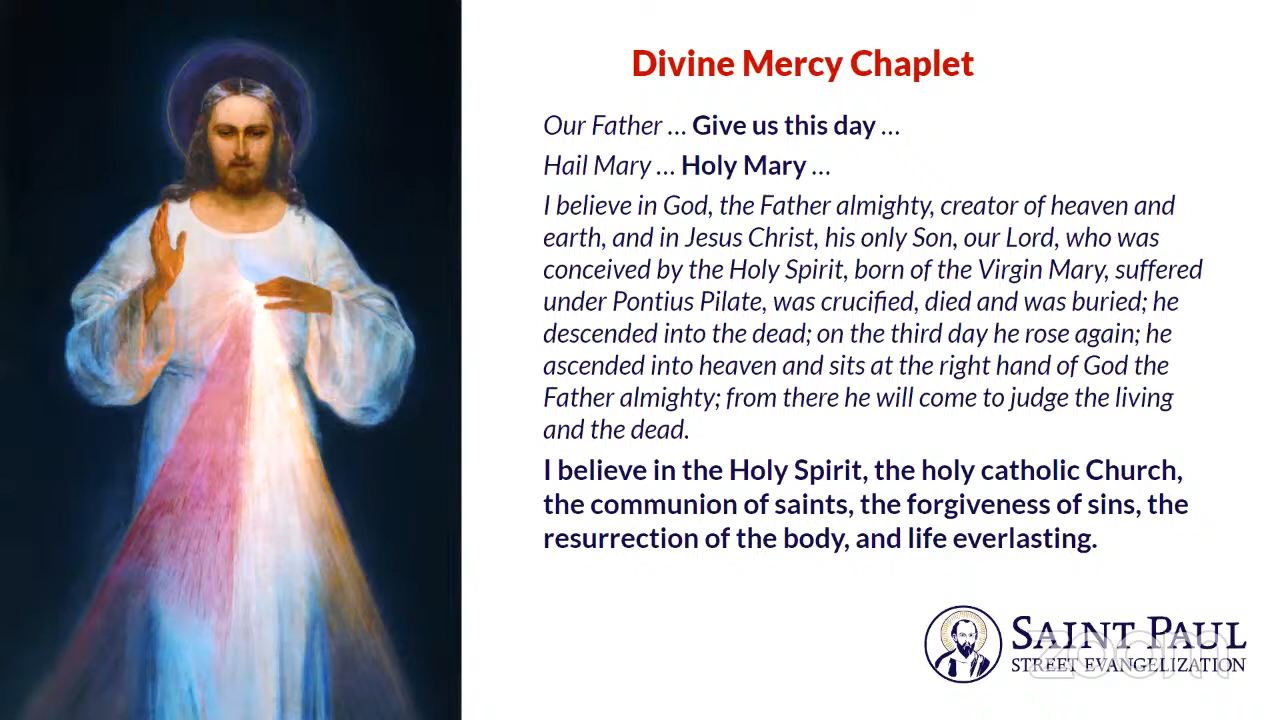 Divine Mercy Chaplet
Our Father ... Give us this day ...
Hail Mary ... Holy Mary ...
I believe in God, the Father almighty, creator of heaven and
earth, and in Jesus Christ, his only Son, our Lord, who was
conceived by the Holy Spirit, born of the Virgin Mary, suffered
under Pontius Pilate, was crucified, died and was buried; he
descended into the dead; on the third day he rose again; he
ascended into heaven and sits at the right hand of God the
Father almighty; from there he will come to judge the living
and the dead.
I believe in the Holy Spirit, the holy catholic Church,
the communion of saints, the forgiveness of sins, the
resurrection of the body, and life everlasting.
SAINT PAUL
zoom
STREET EVANGELIZATION